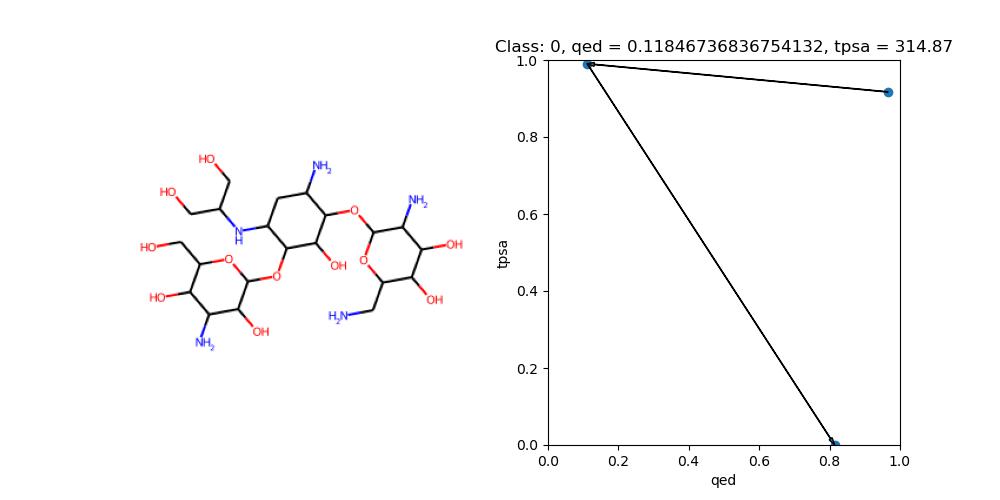 Class: 0, qed = 0.11846736836754132, tpsa = 314.87
HO
HO
NH2
NH2
N
H
O
HO
O
O
OH
O
O
OH
HO
OH
H2N
OH
NH2
1.0
0.8
0.6
0.4
0.2
0.0
tpsa
0.0 0.2 0.4 0.6 0.8 1.0
qed